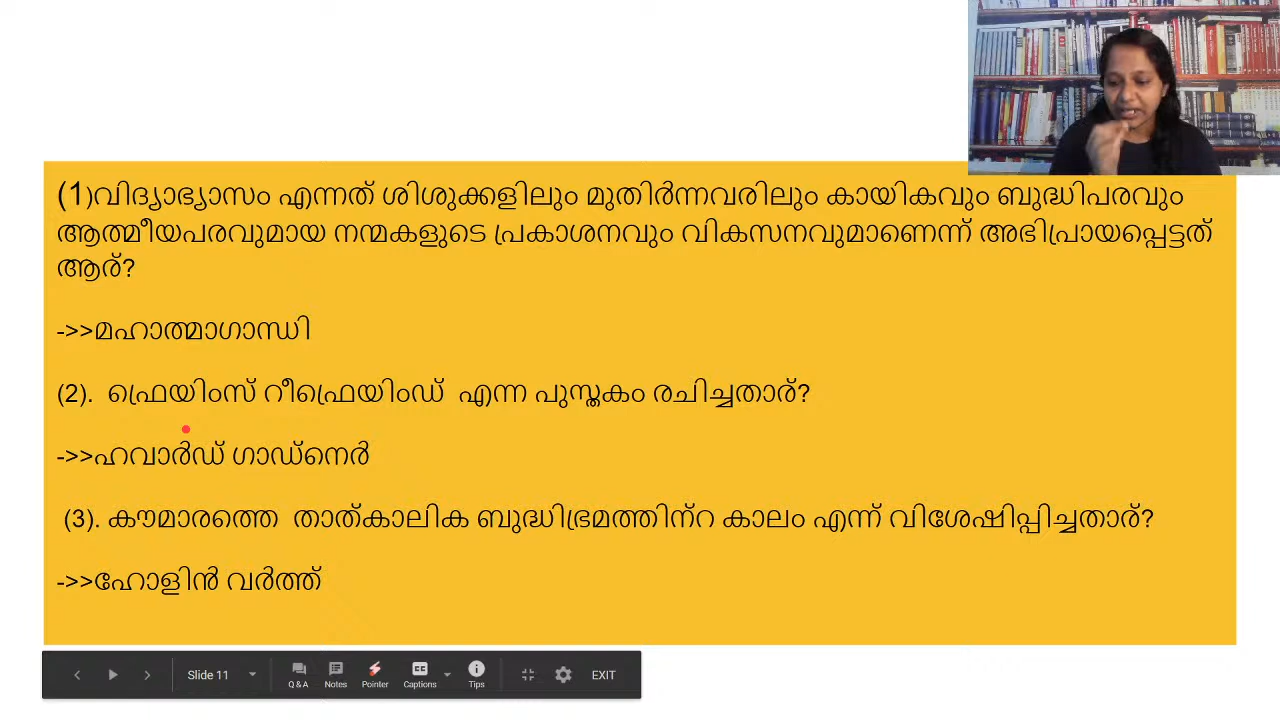 (1)വിദ്യാഭ്യാസം എന്നത് ശിശുക്കളിലും മുതിർന്നവരിലും കായികവും ബുദ്ധിപരവും
ആത്മീയപരവുമായ നന്മകളുടെ പ്രകാശനവും വികസനവുമാണെന്ന് അഭിപ്രായപ്പെട്ടത്
ആര്?
->>മഹാത്മാഗാന്ധി
(2). ഫ്രെയിംസ് റീഫ്രെയിംഡ് എന്ന പുസ്തകം രചിച്ചതാര്?
->>ഹവാർഡ് ഗാഡ്നെർ
(3). കൗമാരത്തെ താത്കാലിക ബുദ്ധിഭ്രമത്തിന്റ കാലം എന്ന് വിശേഷിപ്പിച്ചതാര്?
->>ഹോളിൻ വർത്ത്
Slide 11
Q & A
Notes
Pointer
CC
Captions
Tips
EXIT